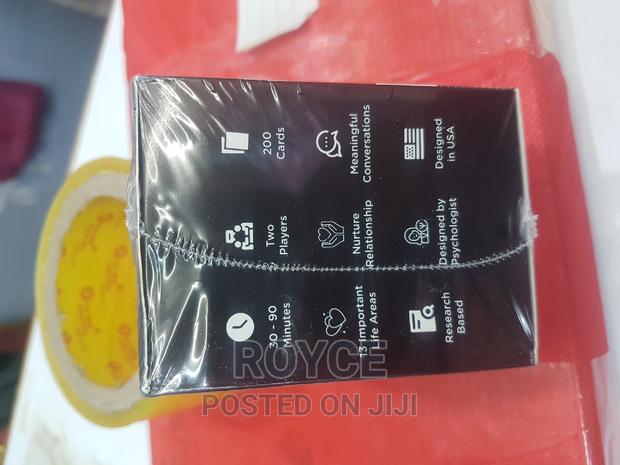 30 - 90
Minutes
Two
Players
200
Cards
13 Important
Life Areas
Nurture
Relationship
Meaningful
Conversations
Research
Based
Designed by
Psychologist
Designed
in USA
ROYCE
POSTED ON JIJI